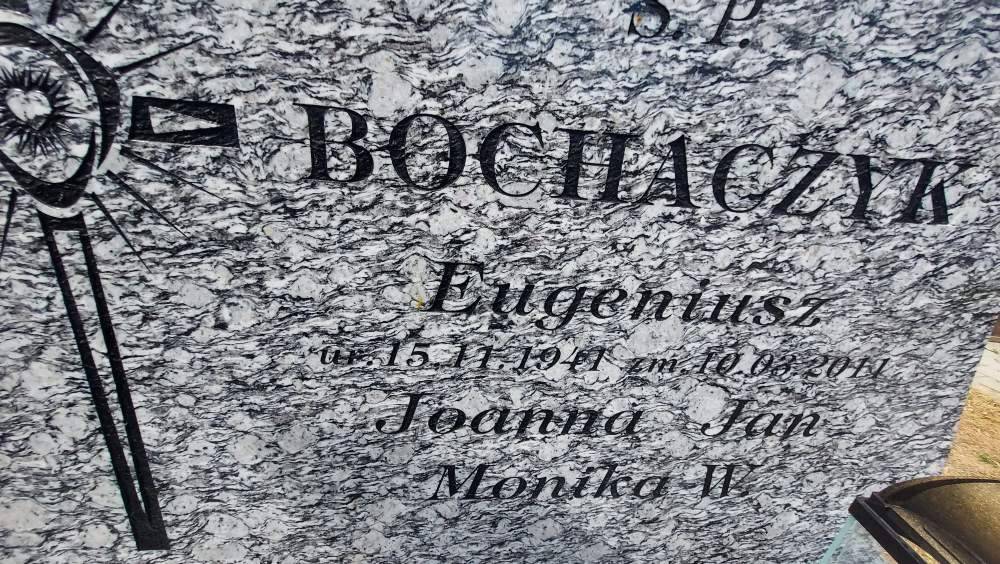 Ś. P.
BOCHACZYK
Eugeniusz
ur. 15.11.1941 zm. 10.03.2011
Joanna Jan
Monika W.